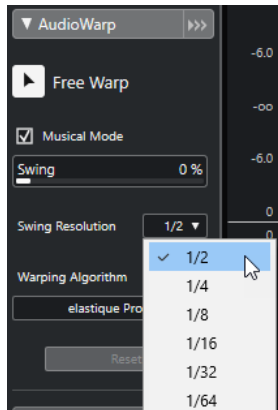 ▼ AudioWarp
-6.0
Free Warp
-oo
Musical Mode
-6.0
Swing 0 %
0
Swing Resolution 1/2 ▼
0
✓ 1/2
Warping Algorithm
1/4
elastique Pro
1/8
1/16
Reset
1/32
1/64